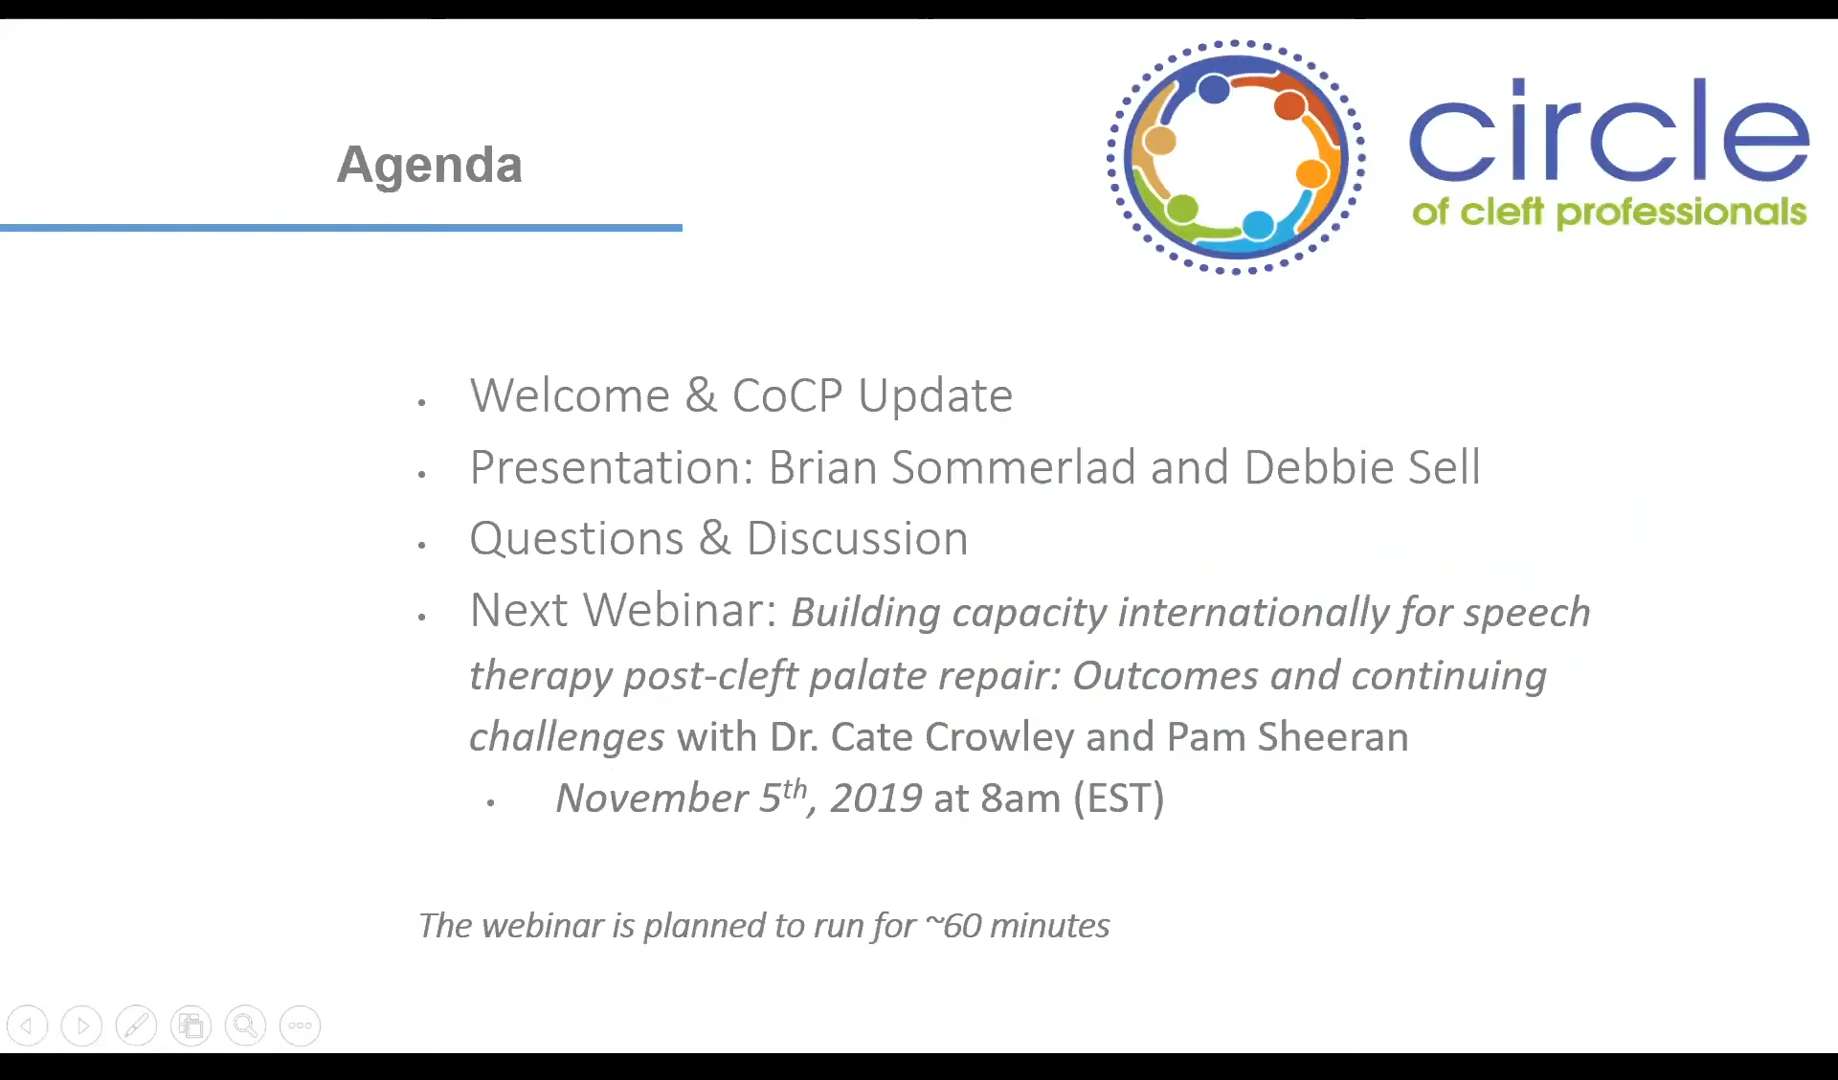 circle
of cleft professionals
Agenda
• Welcome & CoCP Update
• Presentation: Brian Sommerlad and Debbie Sell
• Questions & Discussion
• Next Webinar: Building capacity internationally for speech
therapy post-cleft palate repair: Outcomes and continuing
challenges with Dr. Cate Crowley and Pam Sheeran
• November 5th, 2019 at 8am (EST)
The webinar is planned to run for ~60 minutes